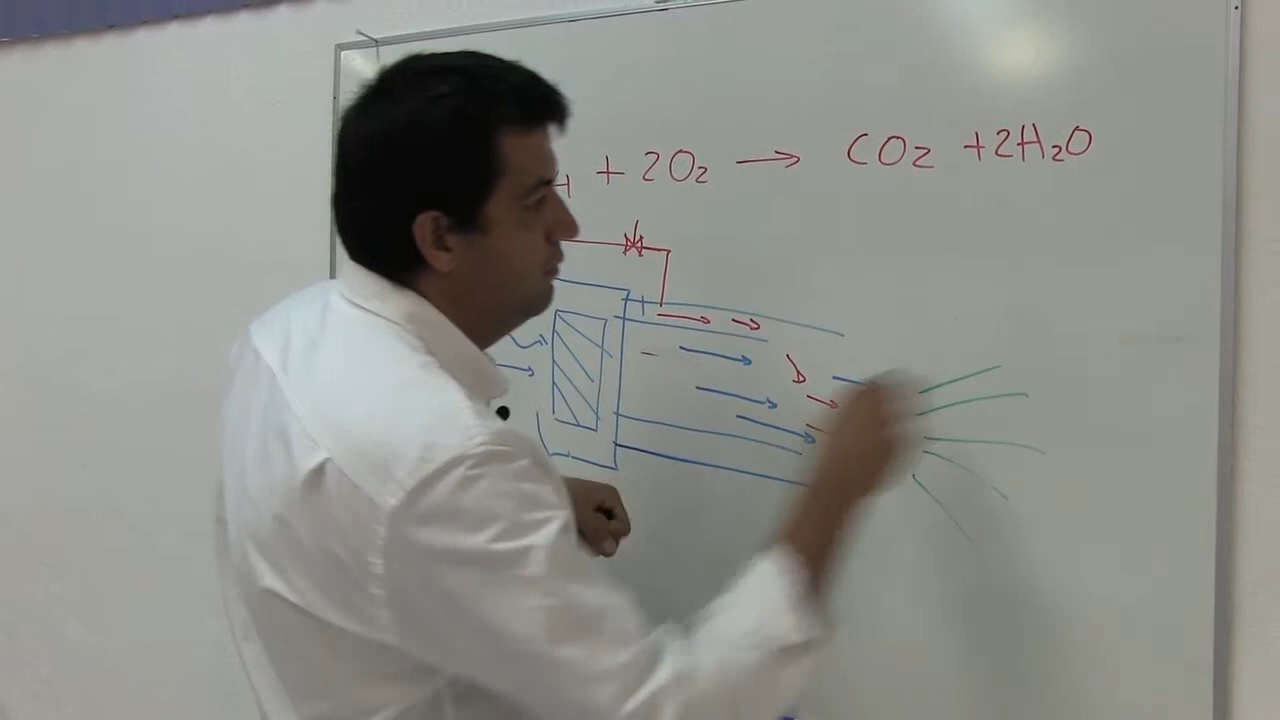 + 2O₂ → CO₂ + 2H₂O